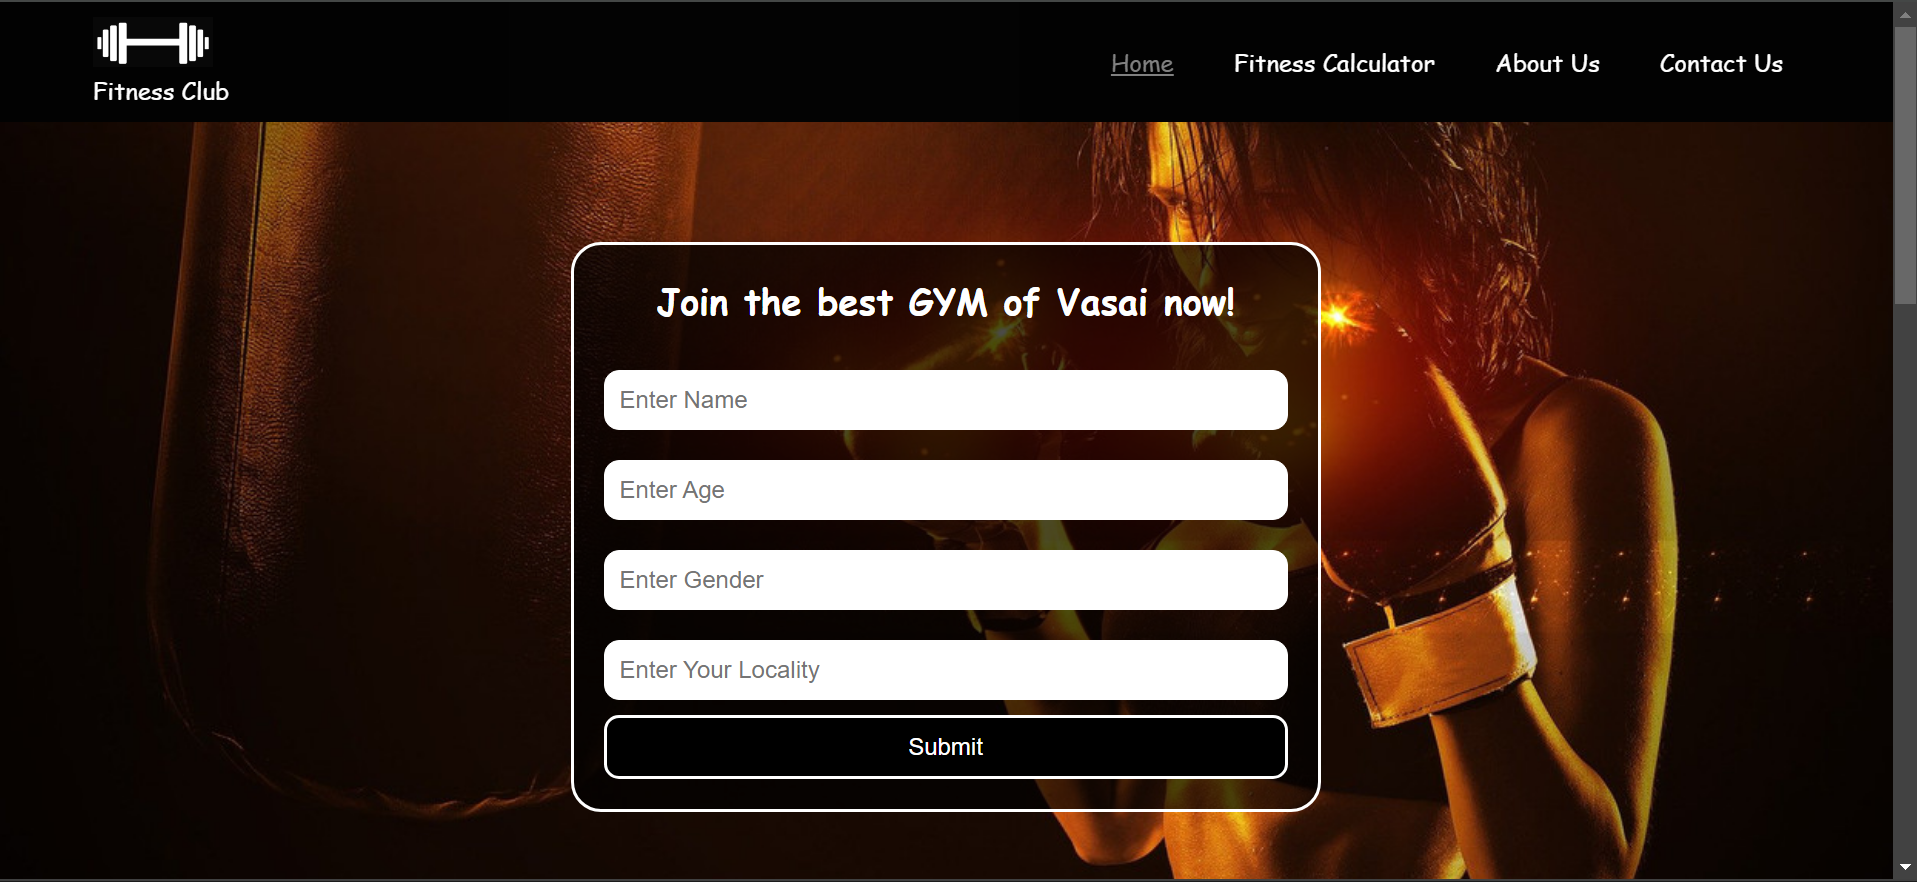 Fitness Club
Home
Fitness Calculator
About Us
Contact Us
Join the best GYM of Vasai now!
Enter Name
Enter Age
Enter Gender
Enter Your Locality
Submit